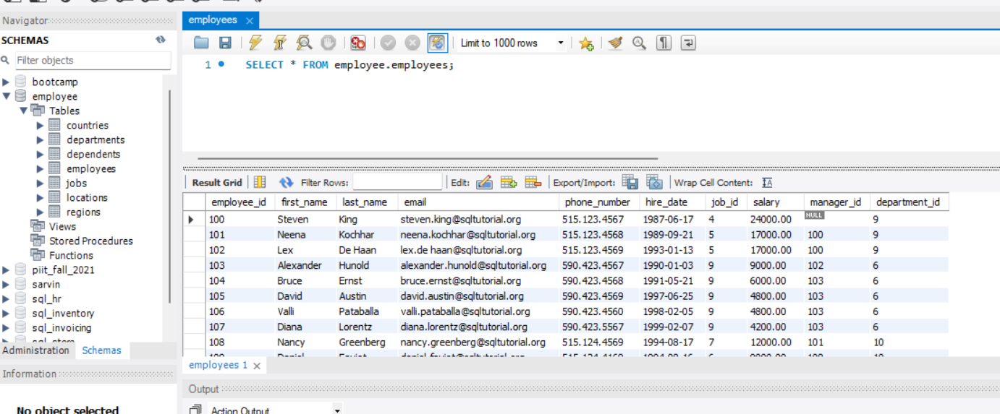 Navigator
employees ×
SCHEMAS
Limit to 1000 rows
Filter objects
1 SELECT * FROM employee.employees;
bootcamp
employee
Tables
countries
departments
dependents
employees
jobs
locations
regions
Views
Stored Procedures
Functions
piit_fall_2021
sarvin
sql_hr
sql_inventory
sql_invoicing
Administration Schemas
Information
No object selected
Result Grid Filter Rows: Edit: Export/Import: Wrap Cell Content:
employee_id first_name last_name email phone_number hire_date job_id salary manager_id department_id
100 Steven King steven.king@sqltutorial.org 515.123.4567 1987-06-17 4 24000.00 NULL 9
101 Neena Kochhar neena.kochhar@sqltutorial.org 515.123.4568 1989-09-21 5 17000.00 100 9
102 Lex De Haan lex.de haan@sqltutorial.org 515.123.4569 1993-01-13 5 17000.00 100 9
103 Alexander Hunold alexander.hunold@sqltutorial.org 590.423.4567 1990-01-03 9 9000.00 102 6
104 Bruce Ernst bruce.ernst@sqltutorial.org 590.423.4568 1991-05-21 9 6000.00 103 6
105 David Austin david.austin@sqltutorial.org 590.423.4569 1997-06-25 9 4800.00 103 6
106 Valli Pataballa valli.pataballa@sqltutorial.org 590.423.4560 1998-02-05 9 4800.00 103 6
107 Diana Lorentz diana.lorentz@sqltutorial.org 590.423.5567 1999-02-07 9 4200.00 103 6
108 Nancy Greenberg nancy.greenberg@sqltutorial.org 515.124.4569 1994-08-17 7 12000.00 101 10
employees 1 ×
Output
Action Output